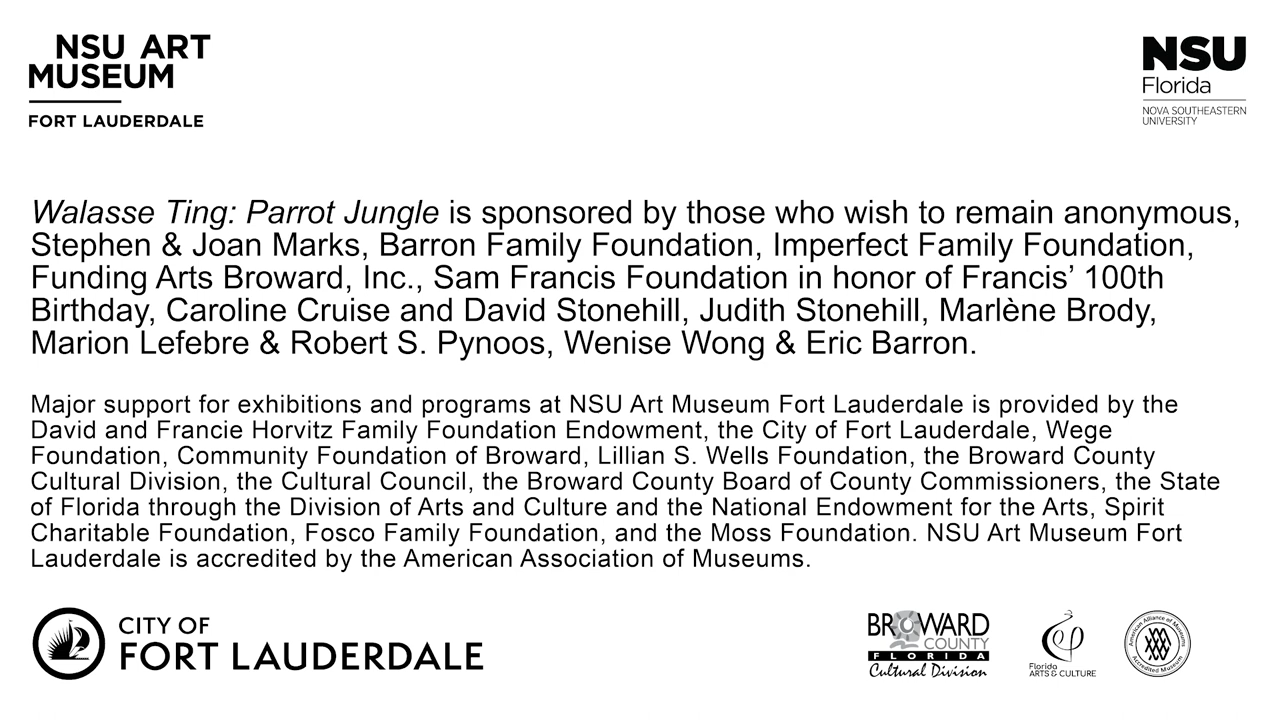 NSU ART
MUSEUM
FORT LAUDERDALE
NSU
Florida
NOVA SOUTHEASTERN
UNIVERSITY
Walasse Ting: Parrot Jungle is sponsored by those who wish to remain anonymous,
Stephen & Joan Marks, Barron Family Foundation, Imperfect Family Foundation,
Funding Arts Broward, Inc., Sam Francis Foundation in honor of Francis’ 100th
Birthday, Caroline Cruise and David Stonehill, Judith Stonehill, Marlène Brody,
Marion Lefebre & Robert S. Pynoos, Wenise Wong & Eric Barron.
Major support for exhibitions and programs at NSU Art Museum Fort Lauderdale is provided by the
David and Francie Horvitz Family Foundation Endowment, the City of Fort Lauderdale, Wege
Foundation, Community Foundation of Broward, Lillian S. Wells Foundation, the Broward County
Cultural Division, the Cultural Council, the Broward County Board of County Commissioners, the State
of Florida through the Division of Arts and Culture and the National Endowment for the Arts, Spirit
Charitable Foundation, Fosco Family Foundation, and the Moss Foundation. NSU Art Museum Fort
Lauderdale is accredited by the American Association of Museums.
CITY OF
FORT LAUDERDALE
BROWARD
COUNTY
FLORIDA
Cultural Division
Florida
ARTS & CULTURE
American Alliance of Museums
Accredited Museum